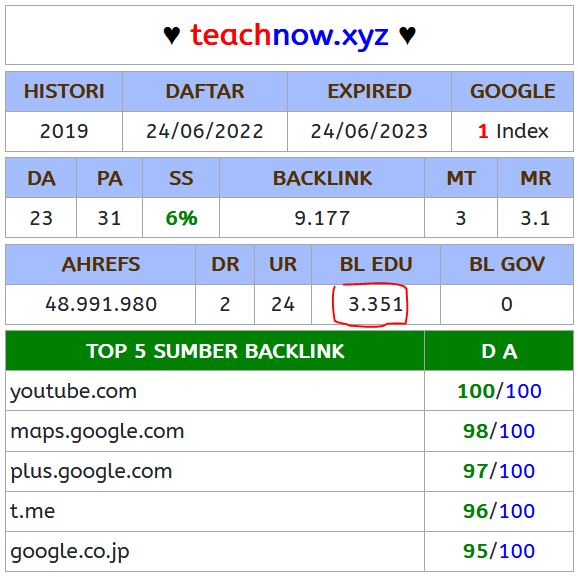 ♥ teachnow.xyz ♥
HISTORI DAFTAR EXPIRED GOOGLE
2019 24/06/2022 24/06/2023 1 Index
DA PA SS BACKLINK MT MR
23 31 6% 9.177 3 3.1
AHREFS DR UR BL EDU BL GOV
48.991.980 2 24 3.351 0
TOP 5 SUMBER BACKLINK D A
youtube.com 100/100
maps.google.com 98/100
plus.google.com 97/100
t.me 96/100
google.co.jp 95/100